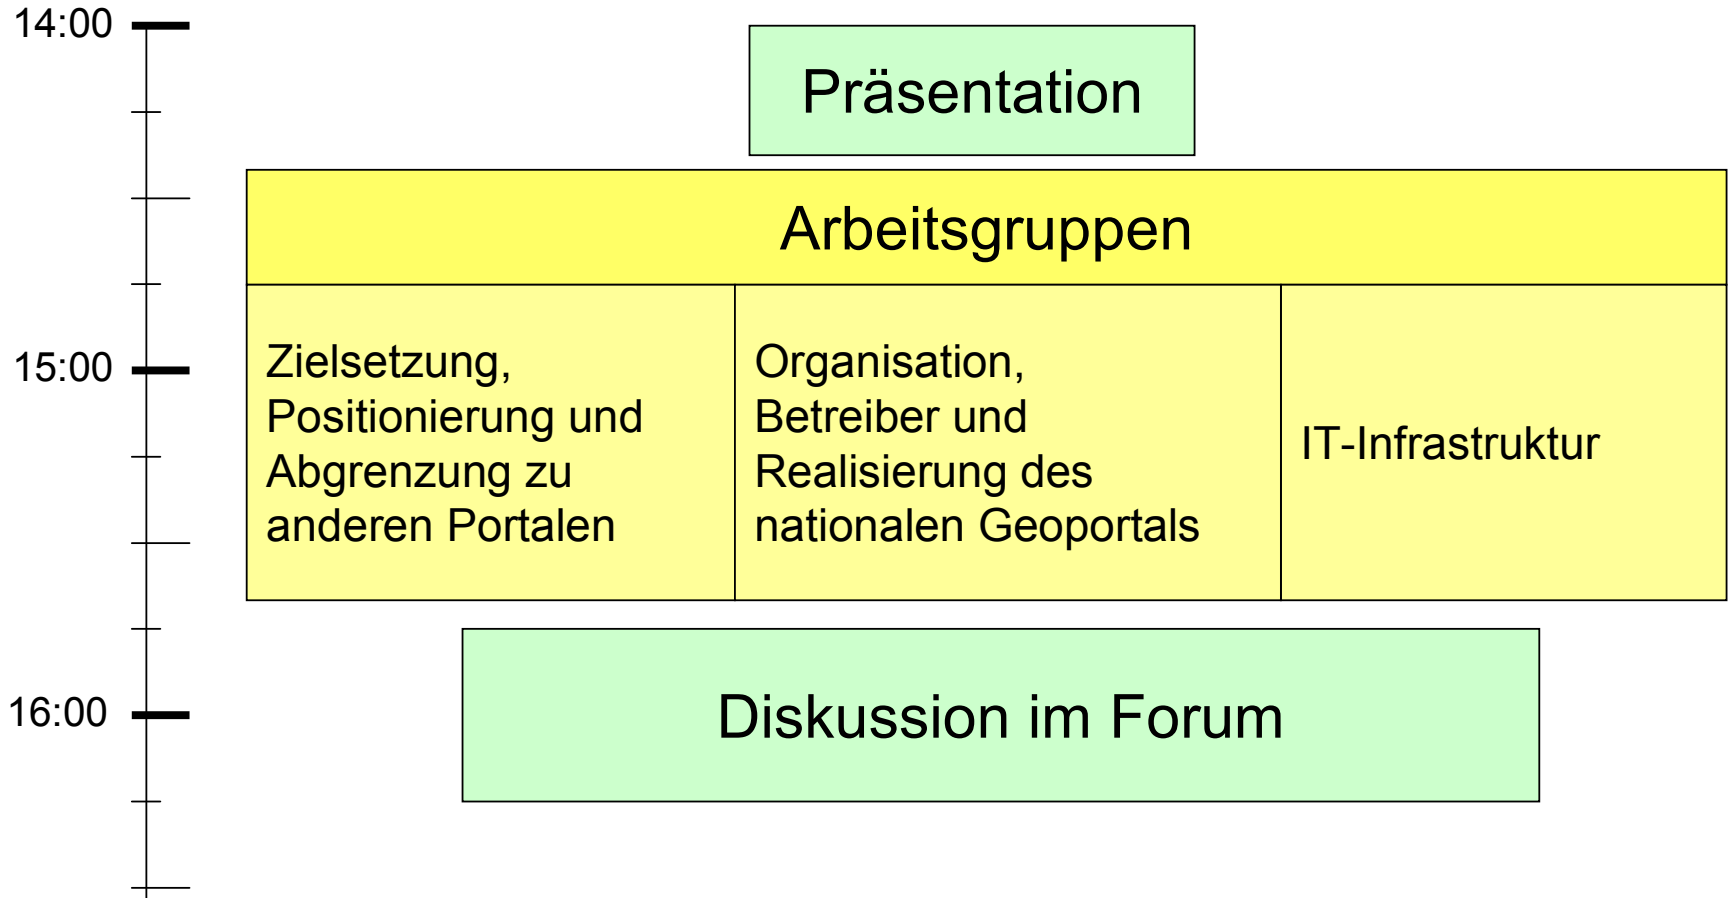 14:00
Präsentation
Arbeitsgruppen
15:00
Zielsetzung,
Positionierung und
Abgrenzung zu
anderen Portalen
Organisation,
Betreiber und
Realisierung des
nationalen Geoportals
IT-Infrastruktur
16:00
Diskussion im Forum